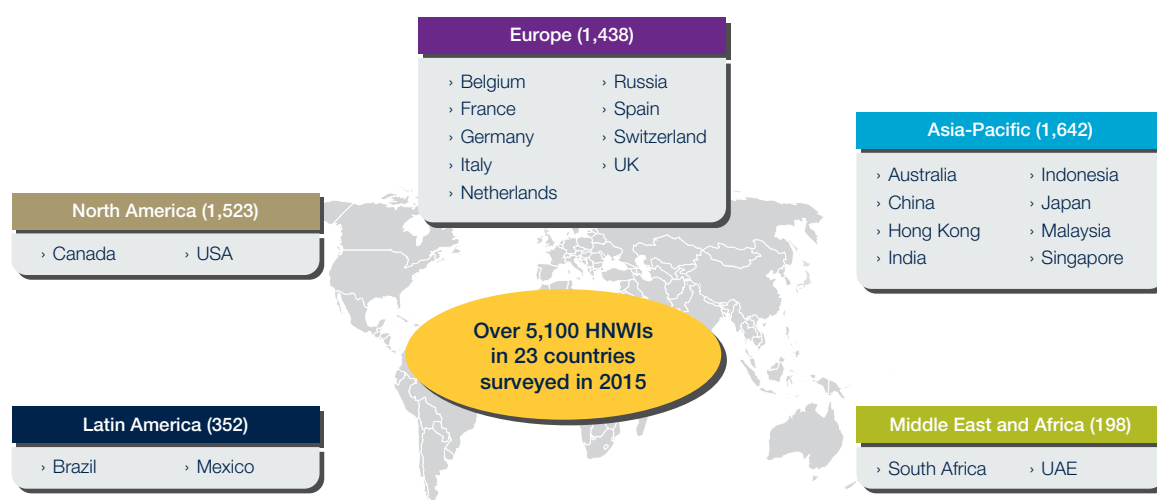 Europe (1,438)
› Belgium
› France
› Germany
› Italy
› Netherlands
› Russia
› Spain
› Switzerland
› UK
Asia-Pacific (1,642)
› Australia
› China
› Hong Kong
› India
› Indonesia
› Japan
› Malaysia
› Singapore
North America (1,523)
› Canada
› USA
Over 5,100 HNWIs
in 23 countries
surveyed in 2015
Latin America (352)
› Brazil
› Mexico
Middle East and Africa (198)
› South Africa
› UAE